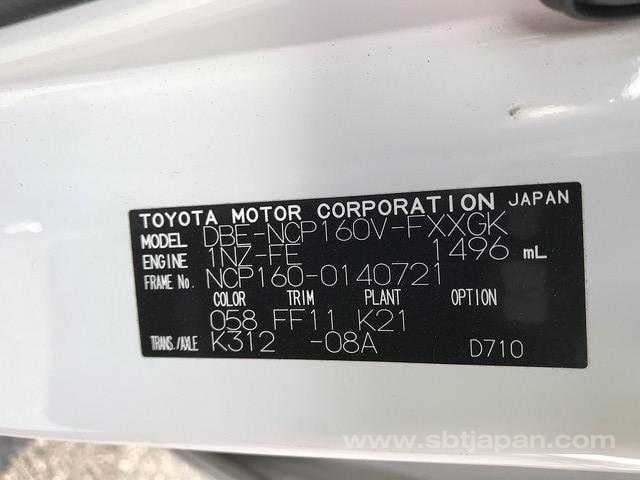 TOYOTA MOTOR CORPORATION JAPAN
MODEL DBE-NCP160V-FXXGK
ENGINE 1NZ-FE 1496 mL
FRAME No. NCP160-0140721
COLOR TRIM PLANT OPTION
058 FF11 K21
TRANS./AXLE K312 -08A D710
www.sbtjapan.com